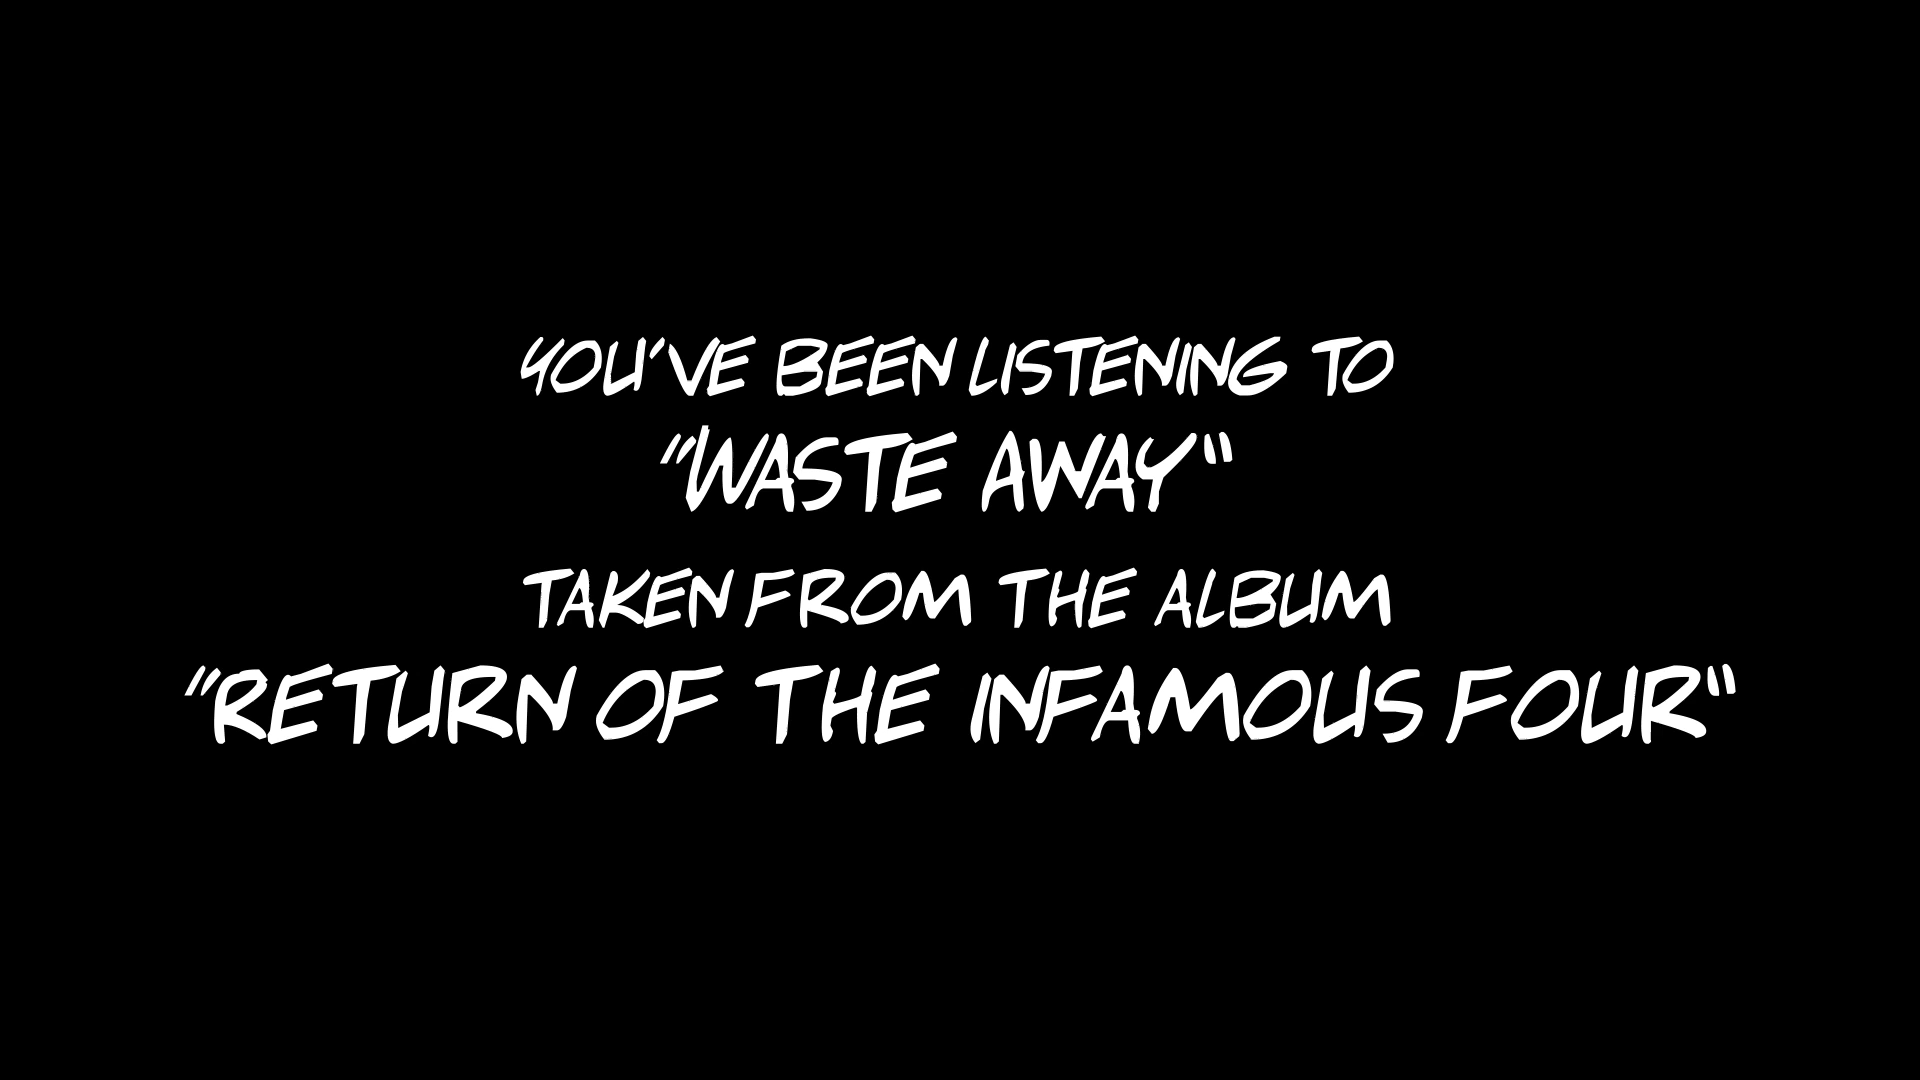 YOU'VE BEEN LISTENING TO
"WASTE AWAY"
TAKEN FROM THE ALBUM
"RETURN OF THE INFAMOUS FOUR"